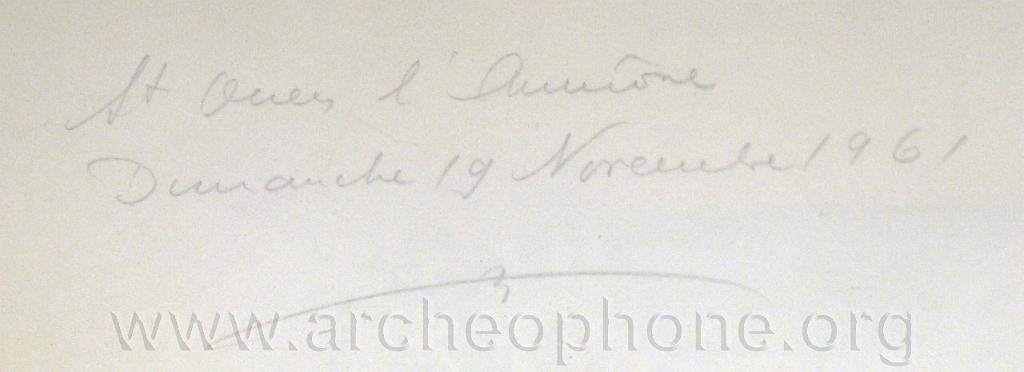 St Ouen l'Aumône
Dimanche 19 Novembre 1961
www.archeophone.org